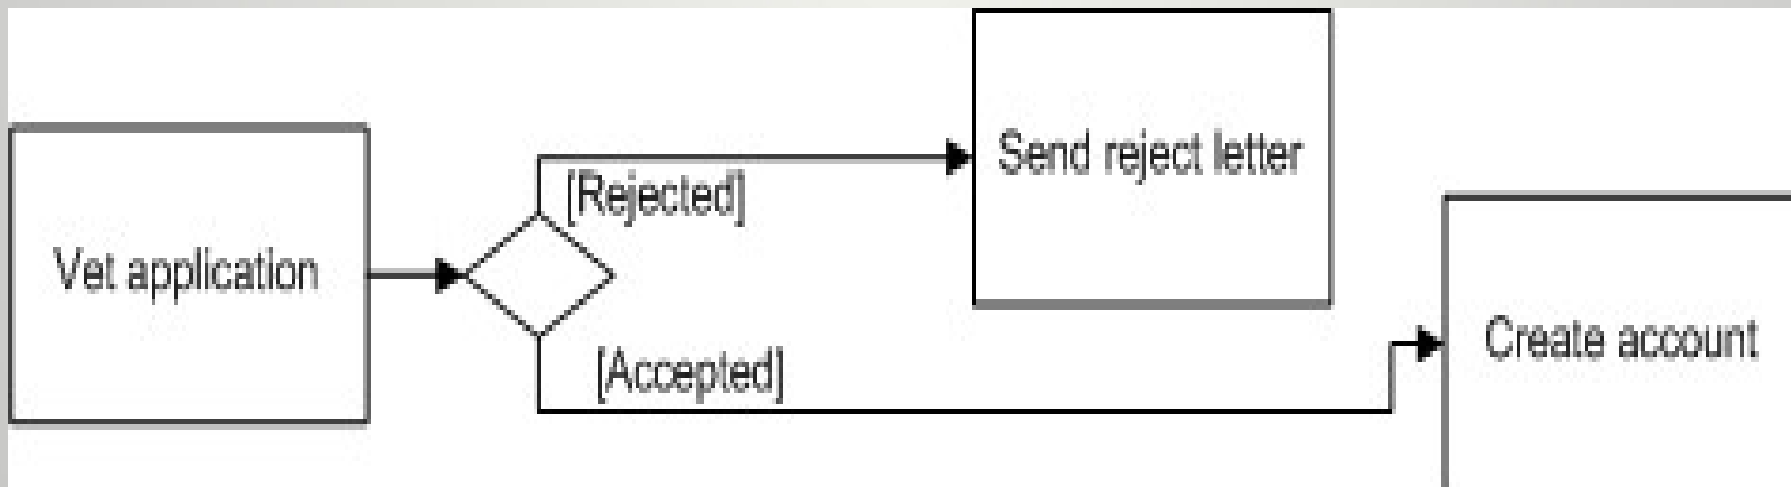 Send reject letter
[Rejected]
Vet application
Create account
[Accepted]